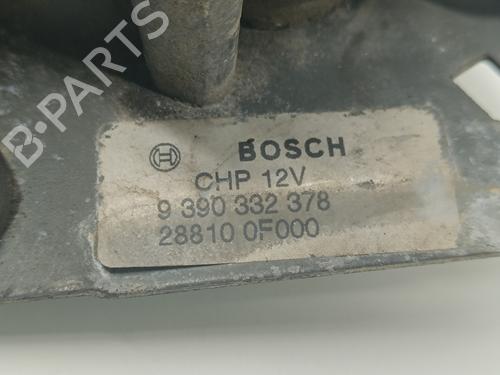 B-PARTS
BOSCH
CHP 12V
9 390 332 378
28810 0F000